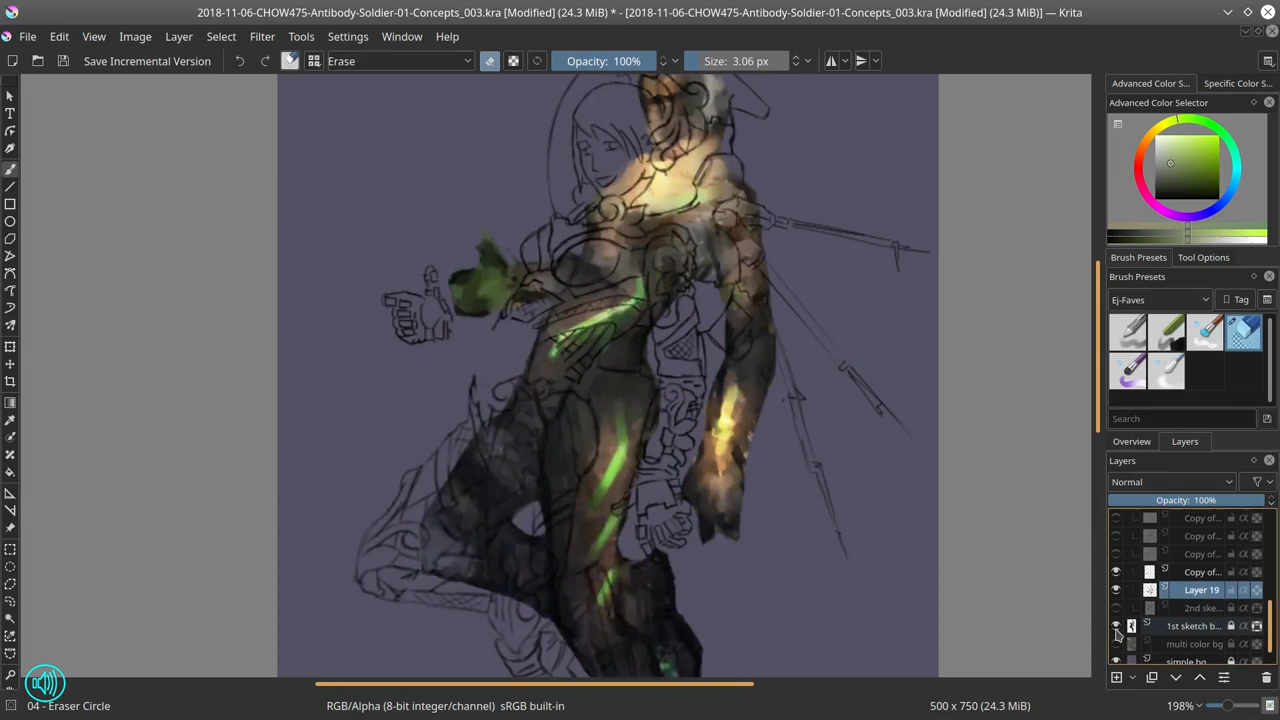 2018-11-06-CHOW475-Antibody-Soldier-01-Concepts_003.kra [Modified] (24.3 MiB) * - [2018-11-06-CHOW475-Antibody-Soldier-01-Concepts_003.kra [Modified] (24.3 MiB)] — Krita
File Edit View Image Layer Select Filter Tools Settings Window Help
Save Incremental Version Erase Opacity: 100% Size: 3.06 px
Advanced Color S... Specific Color S...
Advanced Color Selector
Brush Presets Tool Options
Brush Presets
Ej-Faves Tag
Search
Overview Layers
Layers
Normal
Opacity: 100%
Copy of...
Copy of...
Copy of...
Copy of...
Layer 19
2nd ske...
1st sketch b...
multi color bg
simple bg
04 - Eraser Circle RGB/Alpha (8-bit integer/channel) sRGB built-in 500 x 750 (24.3 MiB) 198%